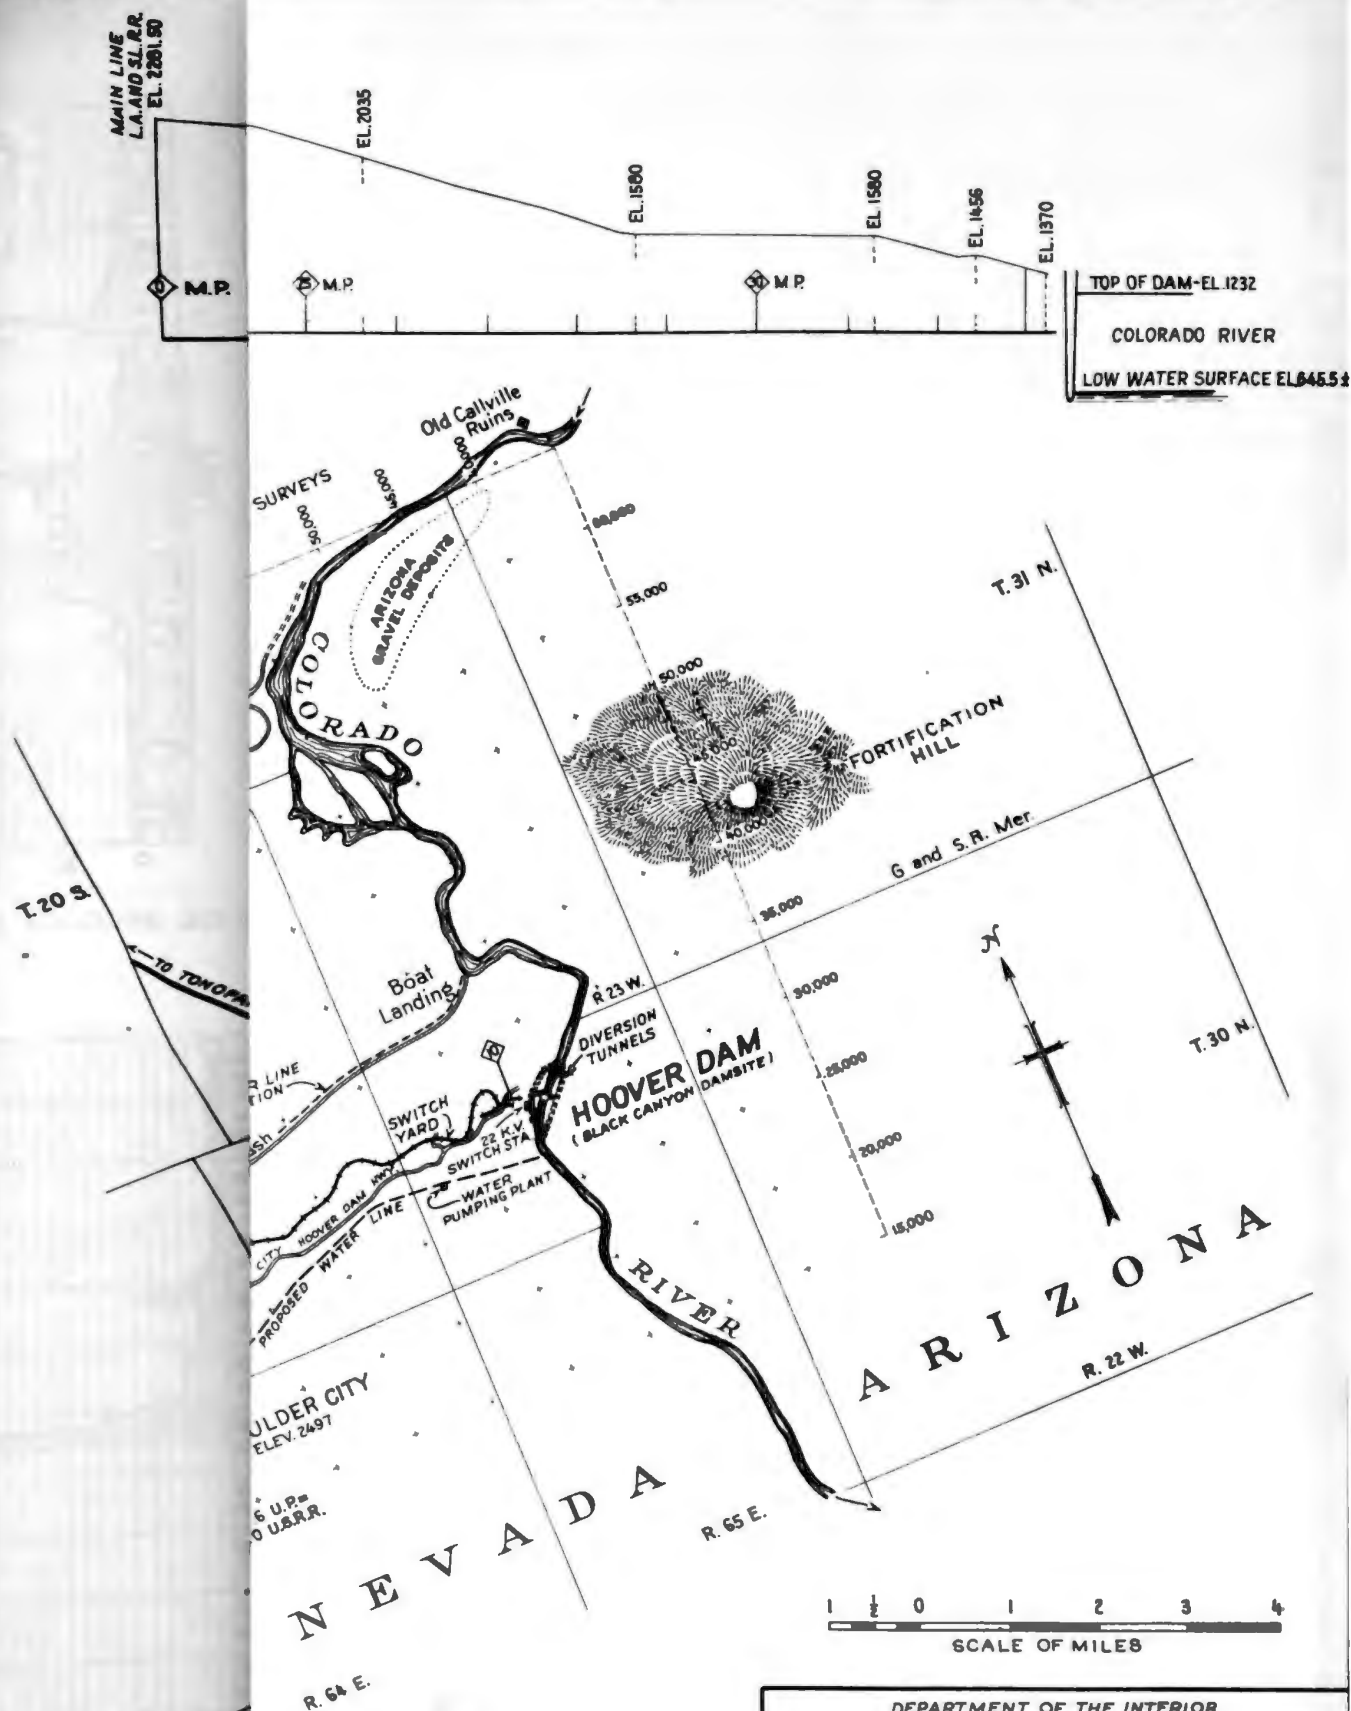 MAIN LINE
L.A. AND S.L. R.R.
EL. 2281.50
EL. 2035
EL. 1580
EL. 1580
EL. 1456
EL. 1370
0 M.P.
25 M.P.
30 M.P.
TOP OF DAM-EL. 1232
COLORADO RIVER
LOW WATER SURFACE EL. 645.5±
Old Callville
Ruins
SURVEYS
50,000
45,000
60,000
55,000
50,000
45,000
40,000
35,000
30,000
25,000
20,000
15,000
ARIZONA
GRAVEL DEPOSITS
T. 31 N.
COLORADO
FORTIFICATION
HILL
G and S. R. Mer.
T. 20 S.
TO TONOPA
Boat
Landing
R 23 W.
N
DIVERSION
TUNNELS
HOOVER DAM
( BLACK CANYON DAMSITE )
T. 30 N.
R LINE
TION
SWITCH
YARD
22 K.V.
SWITCH STA.
WATER
PUMPING PLANT
CITY HOOVER DAM HWY.
PROPOSED WATER LINE
RIVER
ARIZONA
R. 22 W.
ULDER CITY
ELEV. 2497
6 U.P.=
0 U.S.R.R.
NEVADA
R. 65 E.
R. 64 E.
1 ½ 0 1 2 3 4
SCALE OF MILES
DEPARTMENT OF THE INTERIOR